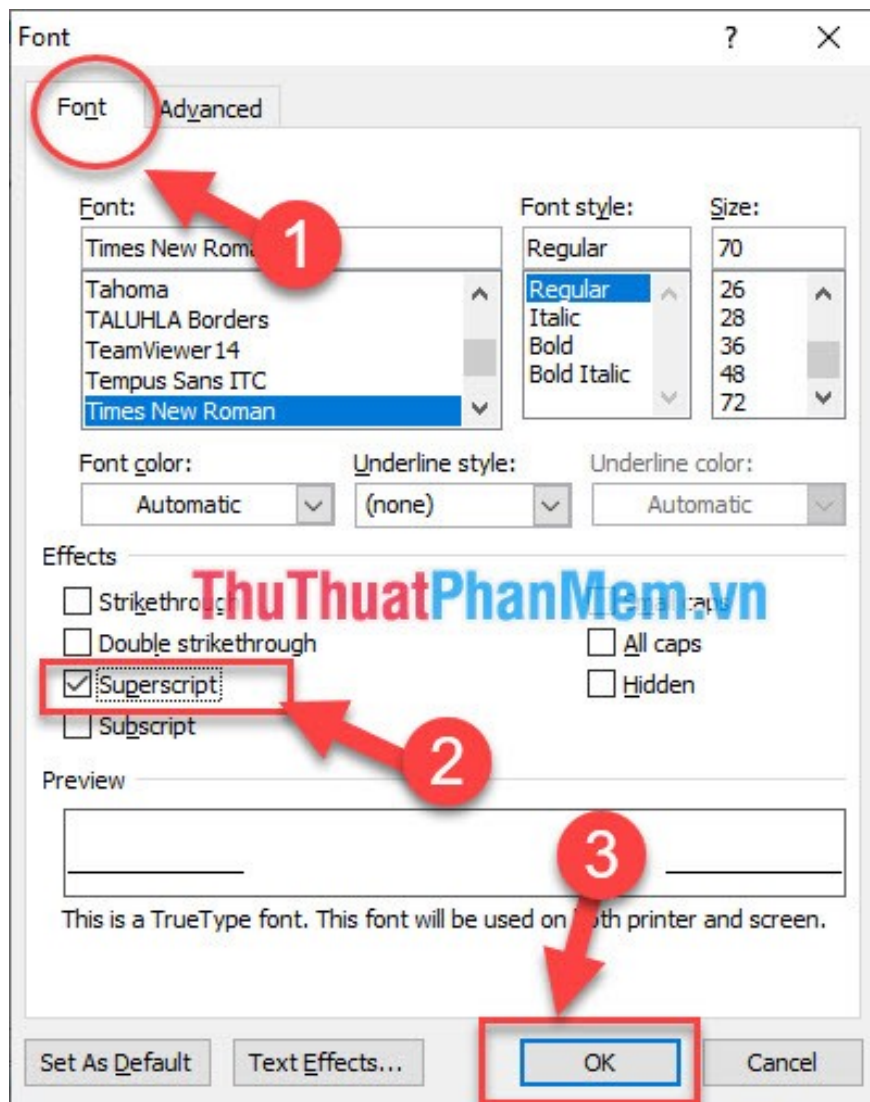 Font ?
Font Advanced
1
Font: Font style: Size:
Times New Roman Regular 70
Tahoma Regular 26
TALUHLA Borders Italic 28
TeamViewer 14 Bold 36
Tempus Sans ITC Bold Italic 48
Times New Roman 72
Font color: Underline style: Underline color:
Automatic (none) Automatic
Effects
ThuThuatPhanMem.vn
Strikethrough Small caps
Double strikethrough All caps
Superscript Hidden
Subscript
2
Preview
3
This is a TrueType font. This font will be used on both printer and screen.
Set As Default Text Effects... OK Cancel